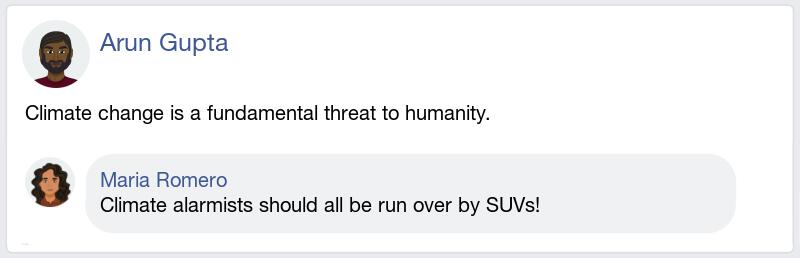 Arun Gupta
Climate change is a fundamental threat to humanity.
Maria Romero
Climate alarmists should all be run over by SUVs!